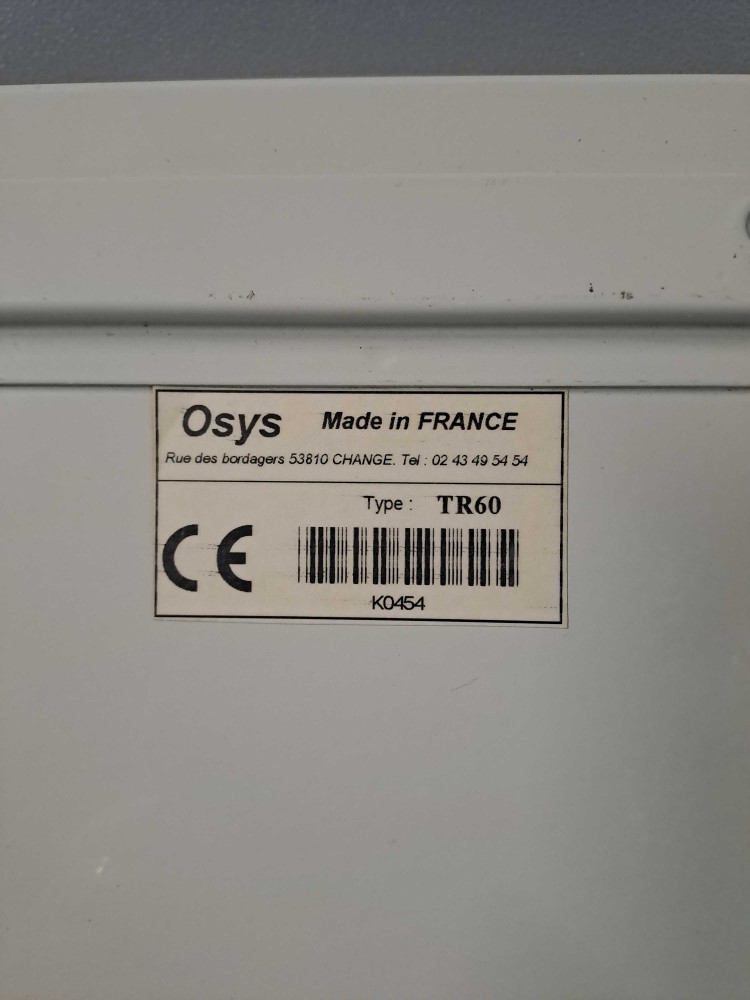 Osys Made in FRANCE
Rue des bordagers 53810 CHANGE. Tel : 02 43 49 54 54
Type : TR60
CE
K0454